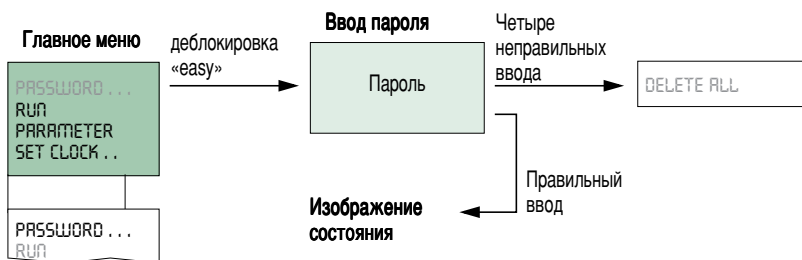 Главное меню
PASSWORD ...
RUN
PARAMETER
SET CLOCK ..
PASSWORD ...
RUN
деблокировка
«easy»
Ввод пароля
Пароль
Четыре
неправильных
ввода
DELETE ALL
Правильный
ввод
Изображение
состояния